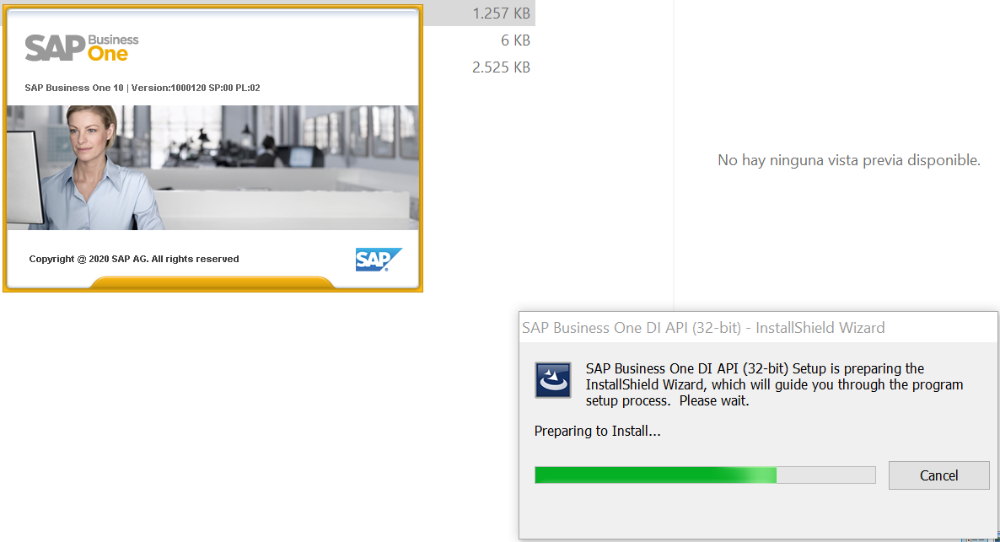 SAP Business One
SAP Business One 10 | Version:1000120 SP:00 PL:02
Copyright @ 2020 SAP AG. All rights reserved
SAP
1.257 KB
6 KB
2.525 KB
No hay ninguna vista previa disponible.
SAP Business One DI API (32-bit) - InstallShield Wizard
SAP Business One DI API (32-bit) Setup is preparing the
InstallShield Wizard, which will guide you through the program
setup process. Please wait.
Preparing to Install...
Cancel